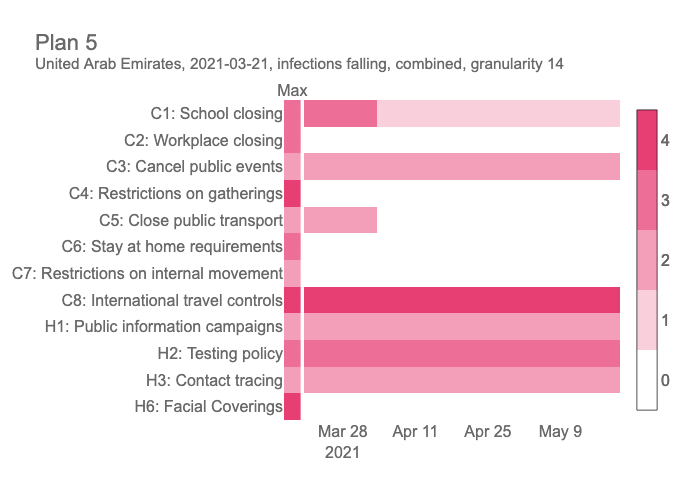 Plan 5
United Arab Emirates, 2021-03-21, infections falling, combined, granularity 14
Max
C1: School closing
C2: Workplace closing
C3: Cancel public events
C4: Restrictions on gatherings
C5: Close public transport
C6: Stay at home requirements
C7: Restrictions on internal movement
C8: International travel controls
H1: Public information campaigns
H2: Testing policy
H3: Contact tracing
H6: Facial Coverings
4
3
2
1
0
Mar 28 Apr 11 Apr 25 May 9
2021